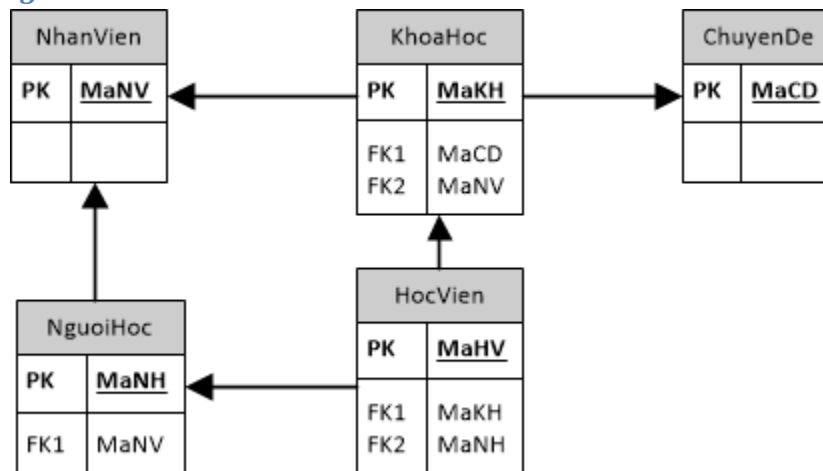 NhanVien
PK MaNV
KhoaHoc
PK MaKH
FK1 MaCD
FK2 MaNV
ChuyenDe
PK MaCD
NguoiHoc
PK MaNH
FK1 MaNV
HocVien
PK MaHV
FK1 MaKH
FK2 MaNH